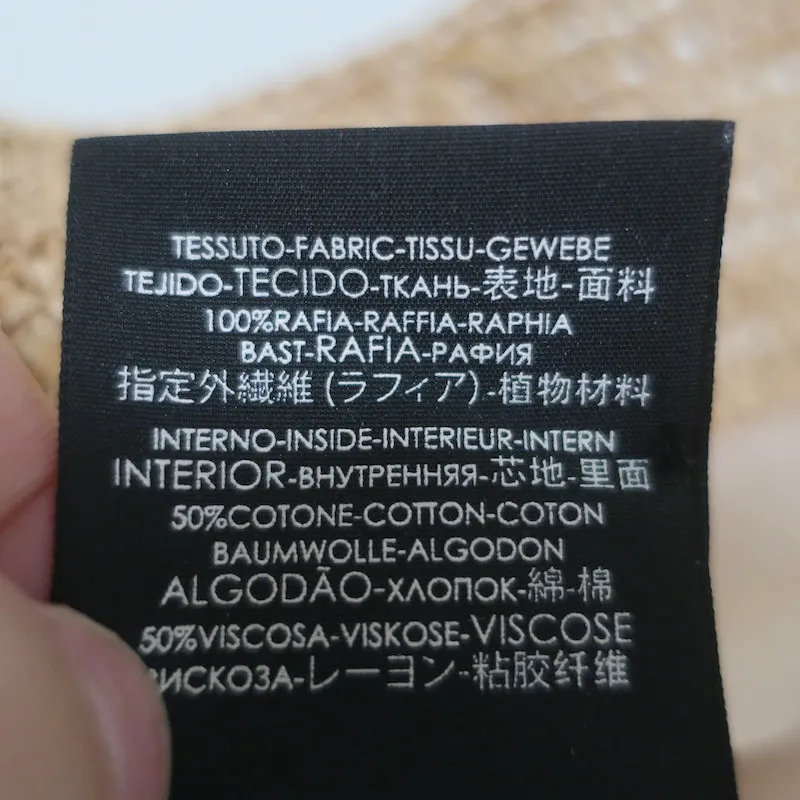 TESSUTO-FABRIC-TISSU-GEWEBE
TEJIDO-TECIDO-ТКАНЬ-表地-面料
100%RAFIA-RAFFIA-RAPHIA
BAST-RAFIA-РАФИЯ
指定外繊維(ラフィア)-植物材料
INTERNO-INSIDE-INTERIEUR-INTERN
INTERIOR-ВНУТРЕННЯЯ-芯地-里面
50%COTONE-COTTON-COTON
BAUMWOLLE-ALGODON
ALGODÃO-ХЛОПОК-綿-棉
50%VISCOSA-VISKOSE-VISCOSE
ВИСКОЗА-レーヨン-粘胶纤维